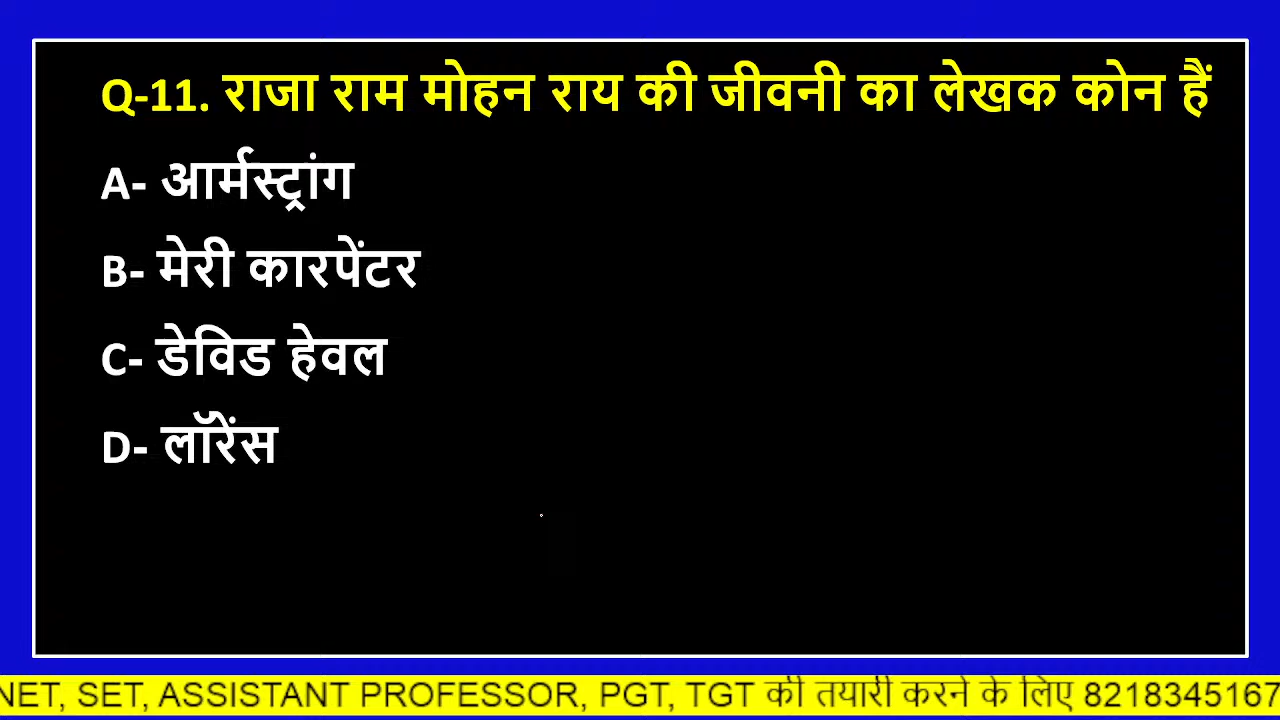 Q-11. राजा राम मोहन राय की जीवनी का लेखक कोन हैं
A- आर्मस्ट्रांग
B- मेरी कारपेंटर
C- डेविड हेवल
D- लॉरेंस
NET, SET, ASSISTANT PROFESSOR, PGT, TGT की तयारी करने के लिए 8218345167